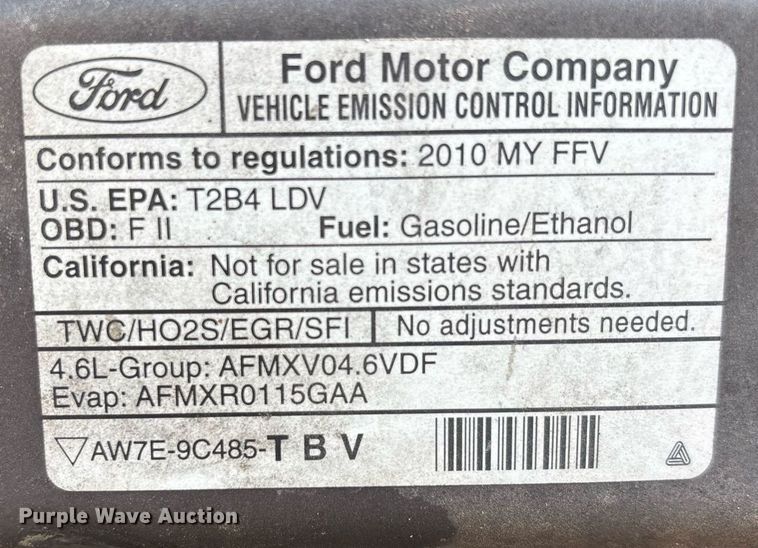 Ford
Ford Motor Company
VEHICLE EMISSION CONTROL INFORMATION
Conforms to regulations: 2010 MY FFV
U.S. EPA: T2B4 LDV
OBD: F II Fuel: Gasoline/Ethanol
California: Not for sale in states with
California emissions standards.
TWC/HO2S/EGR/SFI No adjustments needed.
4.6L-Group: AFMXV04.6VDF
Evap: AFMXR0115GAA
AW7E-9C485-T B V
Purple Wave Auction